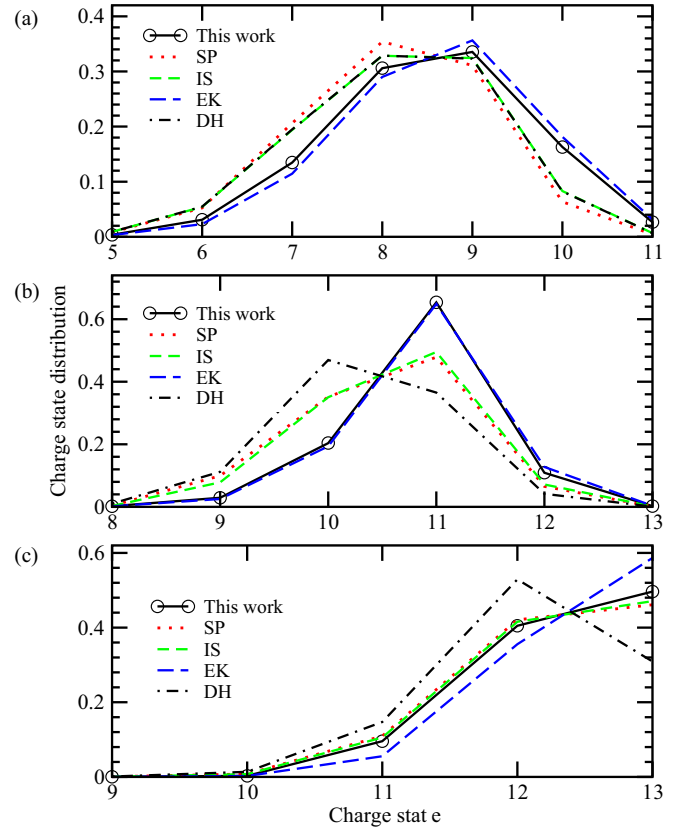 (a)
0.4
0.3
0.2
0.1
0
This work
SP
IS
EK
DH
5 6 7 8 9 10 11
(b)
Charge state distribution
0.6
0.4
0.2
0
This work
SP
IS
EK
DH
8 9 10 11 12 13
(c)
0.6
0.4
0.2
0
This work
SP
IS
EK
DH
9 10 11 12 13
Charge stat e